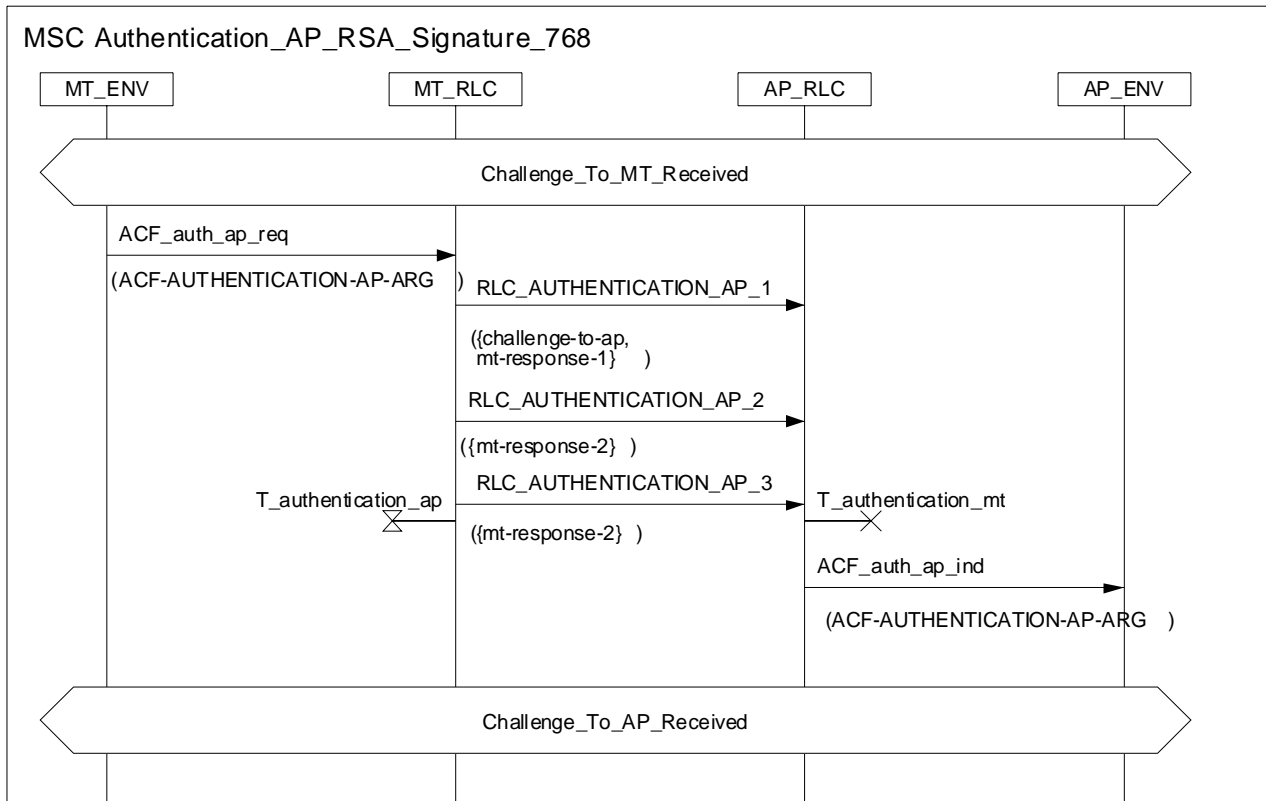 MSC Authentication_AP_RSA_Signature_768
MT_ENV MT_RLC AP_RLC AP_ENV
Challenge_To_MT_Received
ACF_auth_ap_req
(ACF-AUTHENTICATION-AP-ARG )
RLC_AUTHENTICATION_AP_1
({challenge-to-ap,
mt-response-1} )
RLC_AUTHENTICATION_AP_2
({mt-response-2} )
RLC_AUTHENTICATION_AP_3
T_authentication_ap T_authentication_mt
({mt-response-2} )
ACF_auth_ap_ind
(ACF-AUTHENTICATION-AP-ARG )
Challenge_To_AP_Received